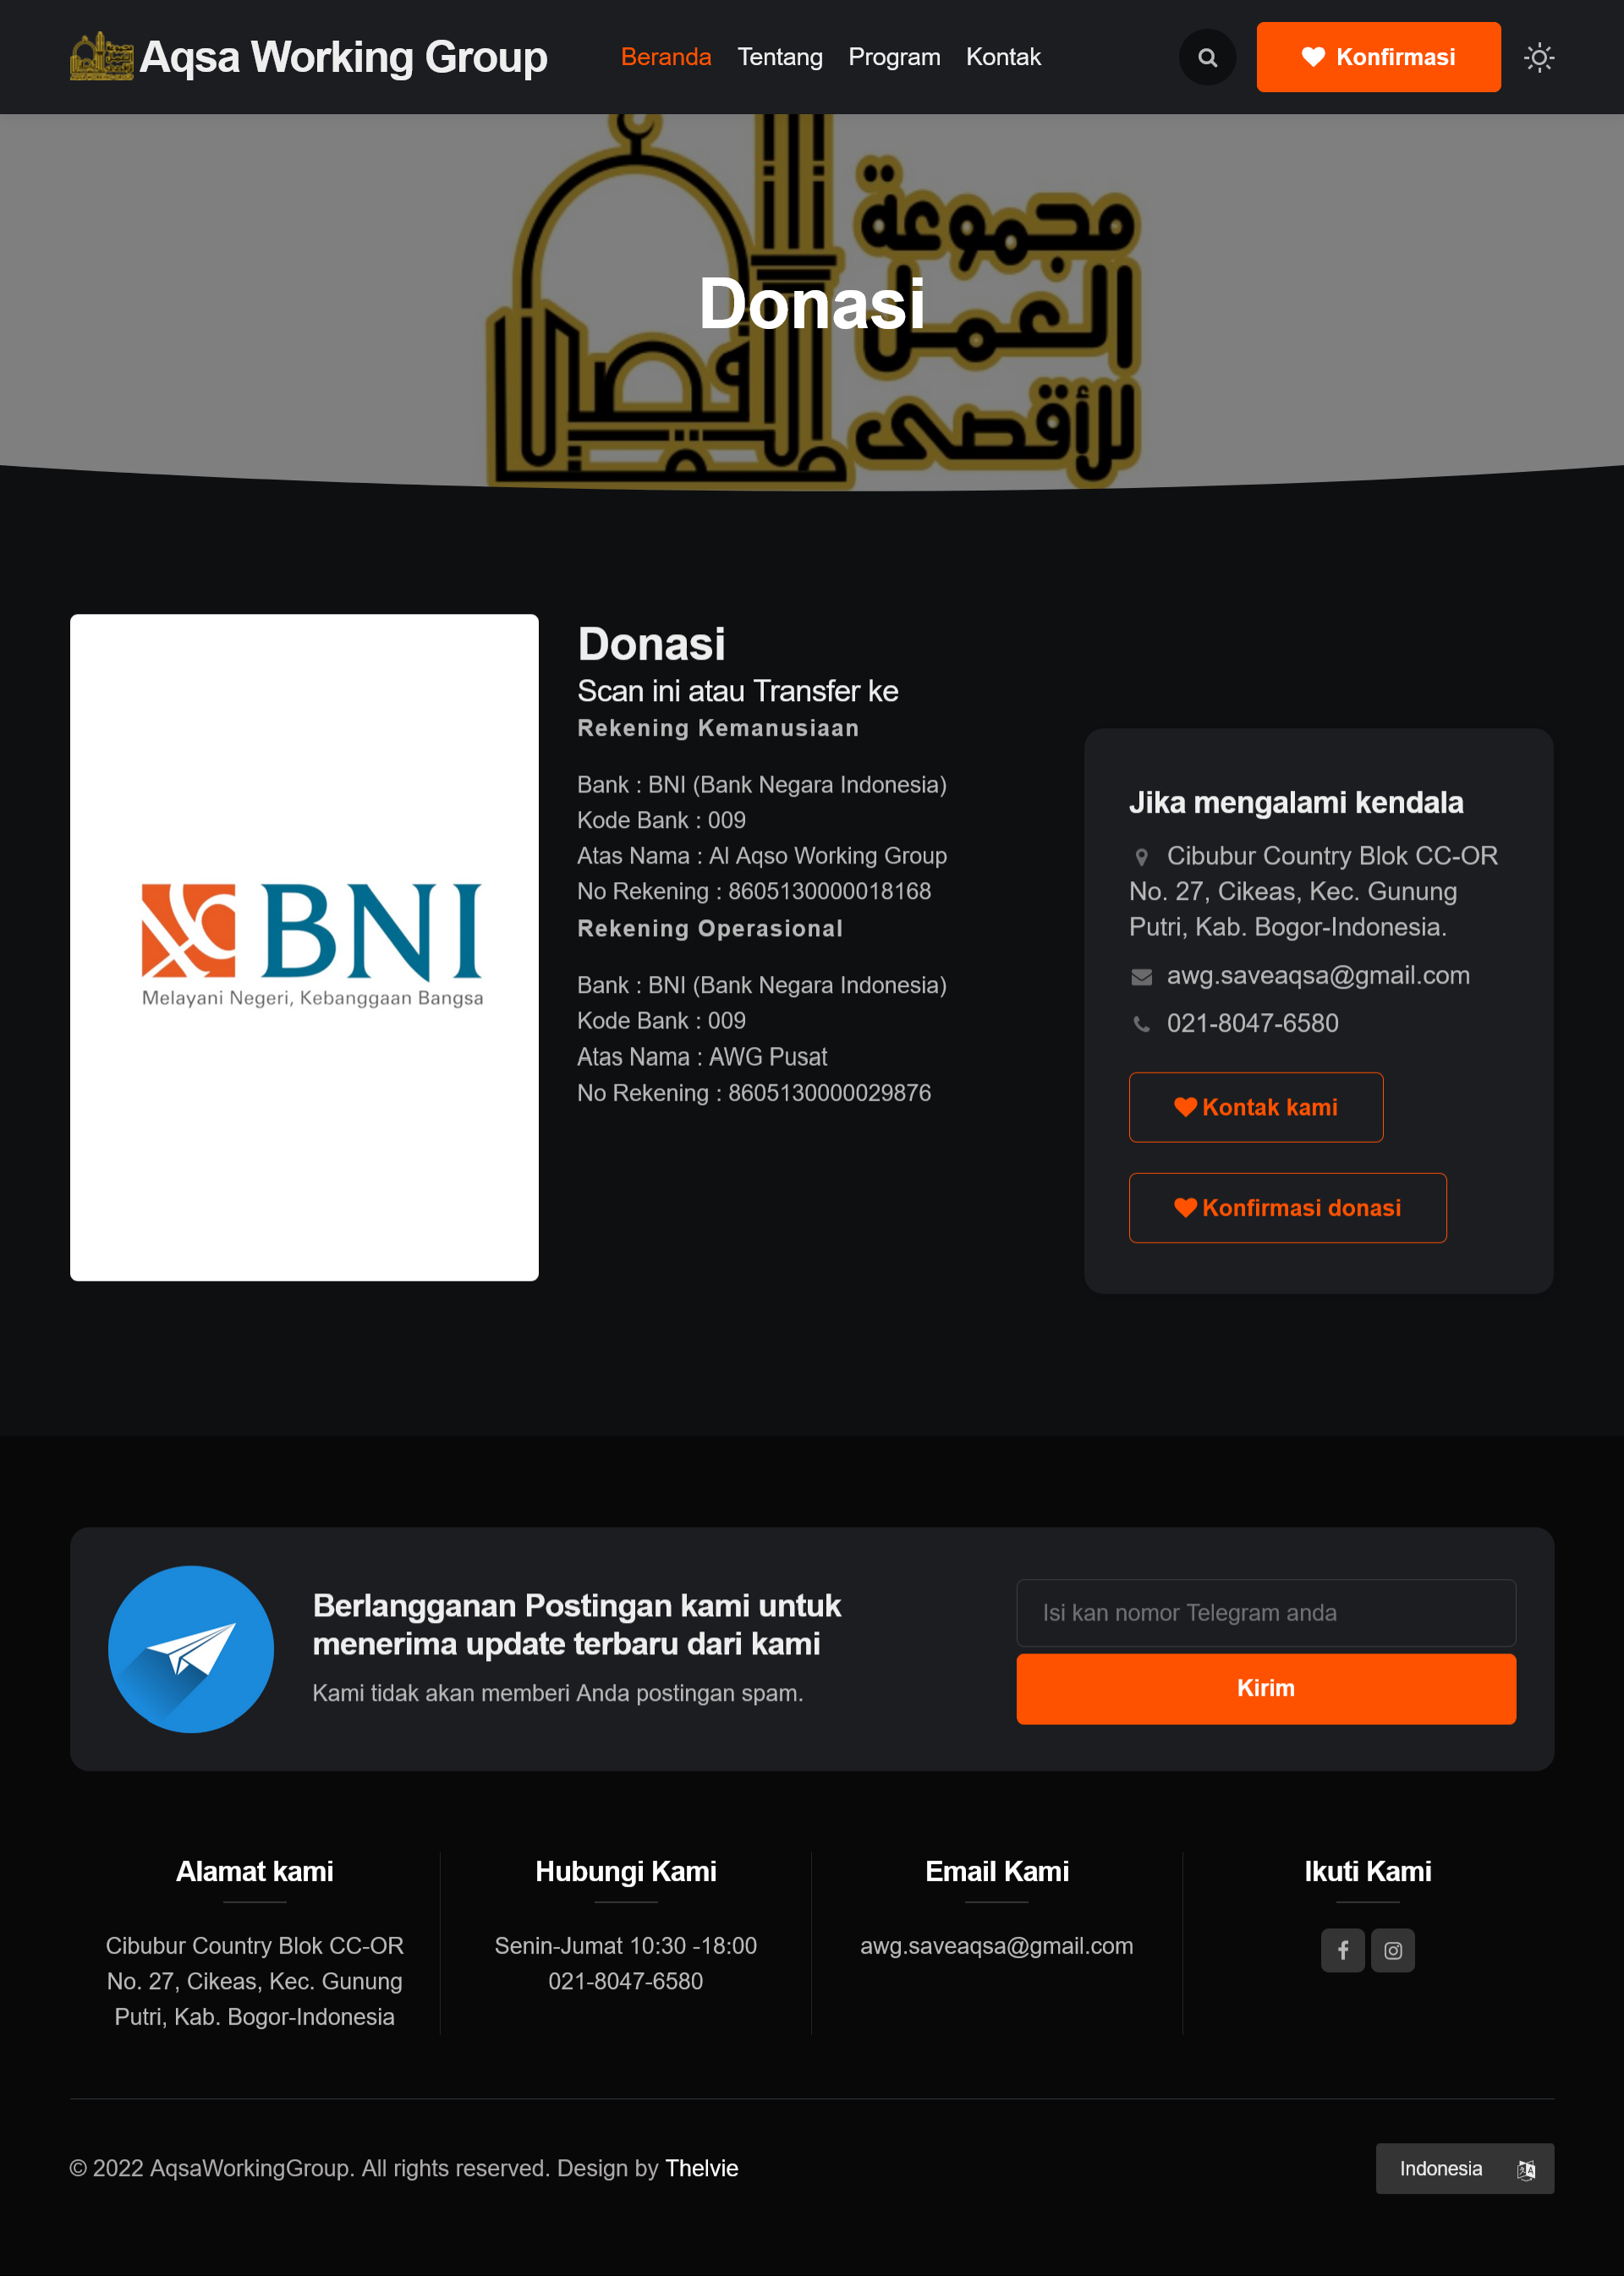 Aqsa Working Group
Beranda Tentang Program Kontak
Konfirmasi
مجموعة
العمل
للأقصى
Donasi
BNI
Melayani Negeri, Kebanggaan Bangsa
Donasi
Scan ini atau Transfer ke
Rekening Kemanusiaan
Bank : BNI (Bank Negara Indonesia)
Kode Bank : 009
Atas Nama : Al Aqso Working Group
No Rekening : 8605130000018168
Rekening Operasional
Bank : BNI (Bank Negara Indonesia)
Kode Bank : 009
Atas Nama : AWG Pusat
No Rekening : 8605130000029876
Jika mengalami kendala
Cibubur Country Blok CC-OR
No. 27, Cikeas, Kec. Gunung
Putri, Kab. Bogor-Indonesia.
awg.saveaqsa@gmail.com
021-8047-6580
Kontak kami
Konfirmasi donasi
Berlangganan Postingan kami untuk
menerima update terbaru dari kami
Kami tidak akan memberi Anda postingan spam.
Isi kan nomor Telegram anda
Kirim
Alamat kami
Cibubur Country Blok CC-OR
No. 27, Cikeas, Kec. Gunung
Putri, Kab. Bogor-Indonesia
Hubungi Kami
Senin-Jumat 10:30 -18:00
021-8047-6580
Email Kami
awg.saveaqsa@gmail.com
Ikuti Kami
© 2022 AqsaWorkingGroup. All rights reserved. Design by Thelvie
Indonesia